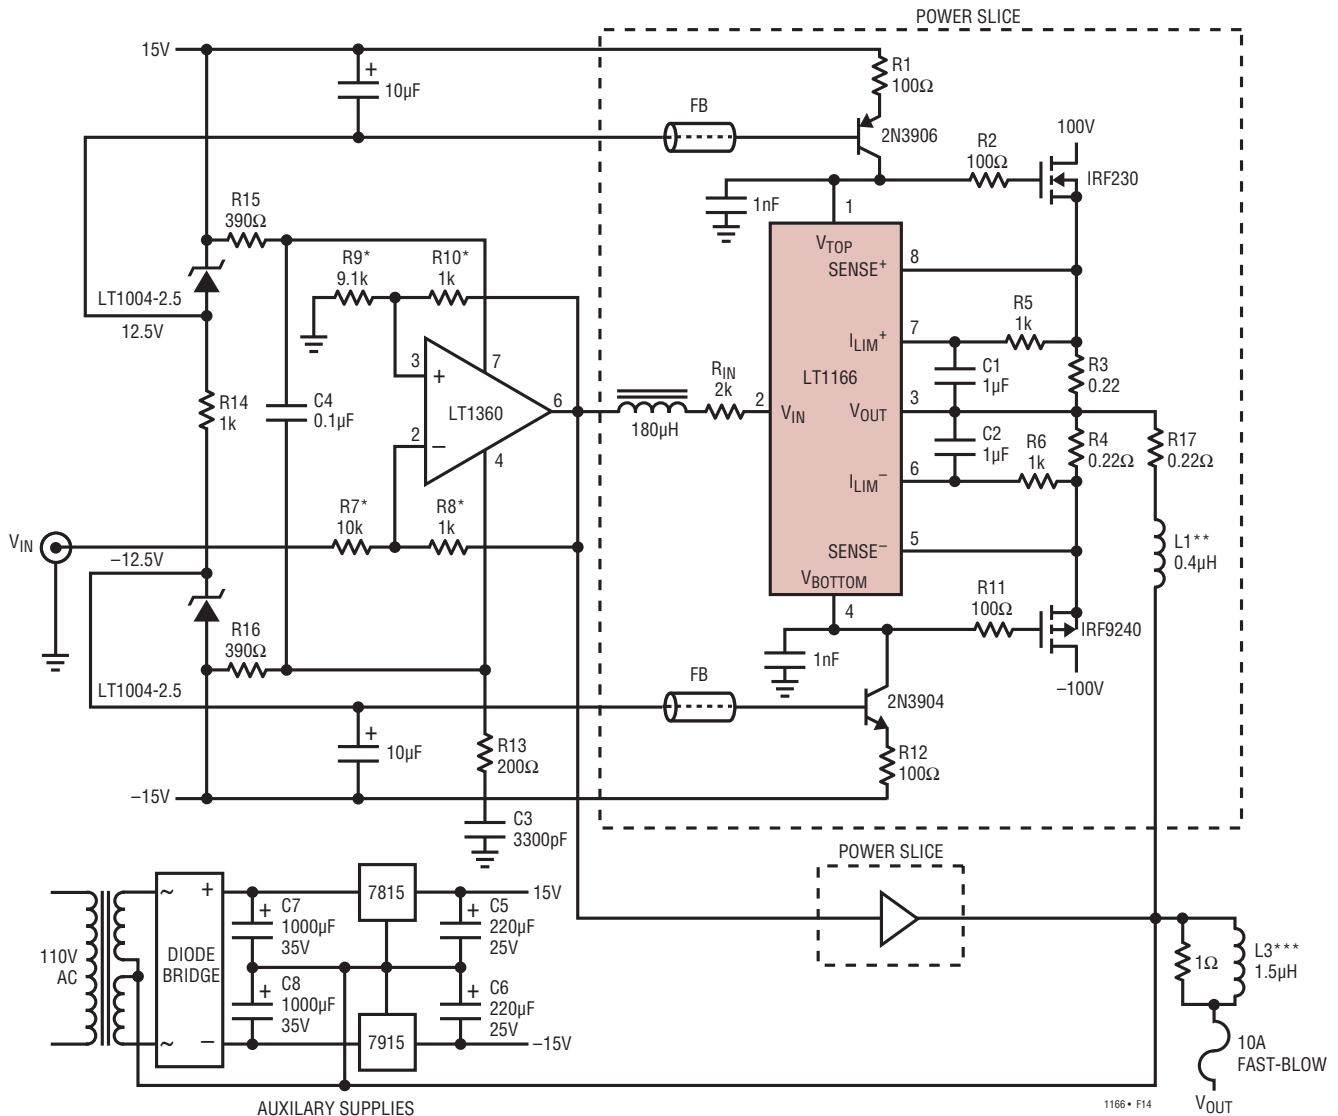 POWER SLICE
15V
+
10µF
FB
R1
100Ω
2N3906
R2
100Ω
100V
IRF230
1nF
1
VTOP
SENSE+
8
R15
390Ω
LT1004-2.5
12.5V
R9*
9.1k
R10*
1k
3
+
7
LT1360
6
2
–
4
R14
1k
C4
0.1µF
180µH
RIN
2k
2
VIN
LT1166
ILIM+
7
R5
1k
C1
1µF
R3
0.22
VOUT
3
C2
1µF
R6
1k
R4
0.22Ω
R17
0.22Ω
ILIM–
6
SENSE–
5
L1**
0.4µH
VBOTTOM
4
VIN
R7*
10k
R8*
1k
–12.5V
R16
390Ω
LT1004-2.5
R11
100Ω
IRF9240
–100V
1nF
FB
2N3904
R12
100Ω
+
10µF
R13
200Ω
–15V
C3
3300pF
POWER SLICE
110V
AC
~
+
DIODE
BRIDGE
~
–
+
C7
1000µF
35V
+
C8
1000µF
35V
7815
7915
+
C5
220µF
25V
+
C6
220µF
25V
15V
–15V
1Ω
L3***
1.5µH
10A
FAST-BLOW
VOUT
AUXILARY SUPPLIES
1166 • F14